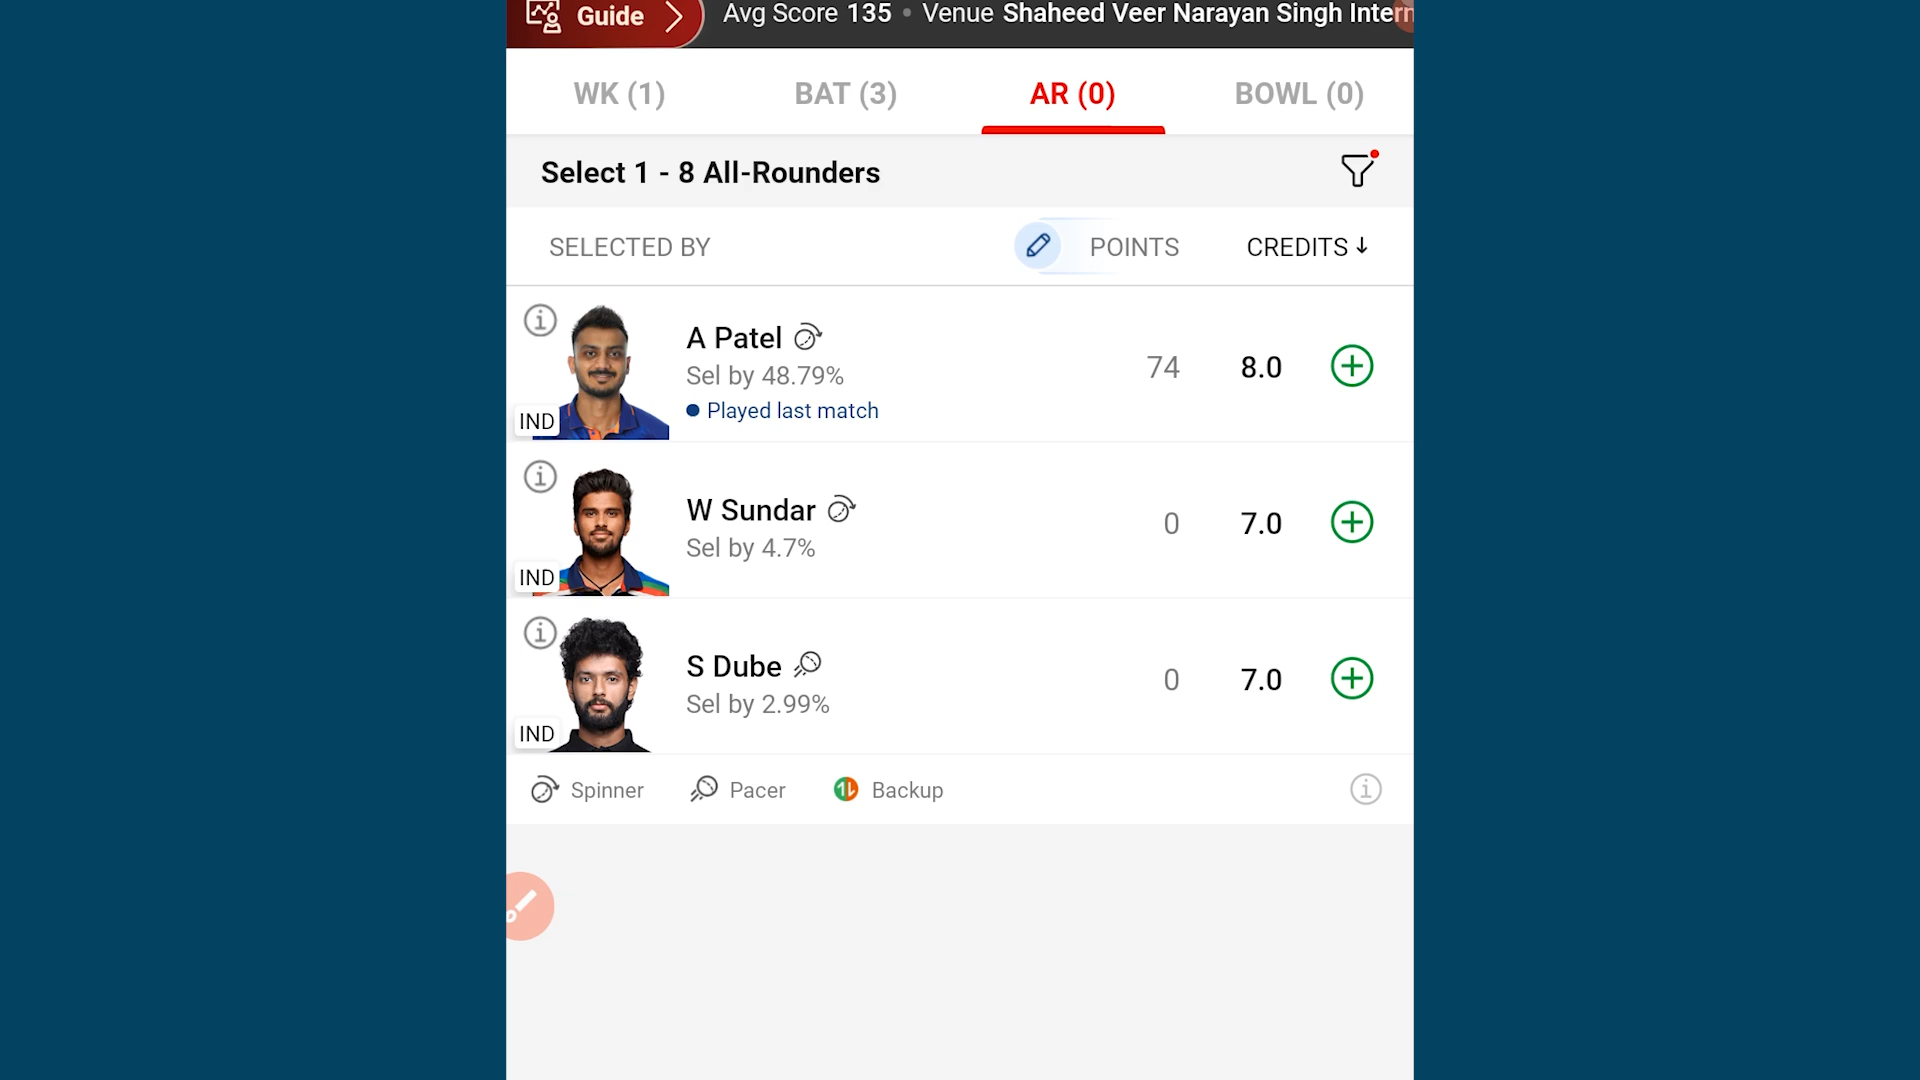 Guide Avg Score 135 • Venue Shaheed Veer Narayan Singh Intern
WK (1) BAT (3) AR (0) BOWL (0)
Select 1 - 8 All-Rounders
SELECTED BY POINTS CREDITS ↓
A Patel
Sel by 48.79%
74 8.0
IND • Played last match
W Sundar
Sel by 4.7%
0 7.0
IND
S Dube
Sel by 2.99%
0 7.0
IND
Spinner Pacer Backup